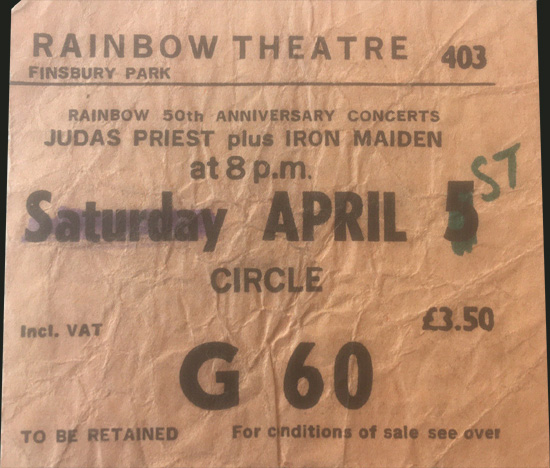 RAINBOW THEATRE 403
FINSBURY PARK
RAINBOW 50th ANNIVERSARY CONCERTS
JUDAS PRIEST plus IRON MAIDEN
at 8 p.m.
Saturday APRIL 5 ST
CIRCLE
Incl. VAT £3.50
G 60
TO BE RETAINED For cnditions of sale see over